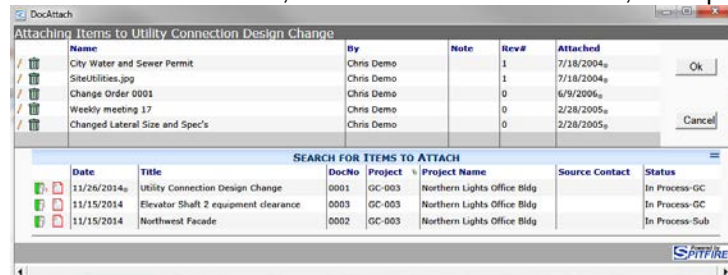 DocAttach
Attaching Items to Utility Connection Design Change
Name By Note Rev# Attached
City Water and Sewer Permit Chris Demo 1 7/18/2004
SiteUtilities.jpg Chris Demo 1 7/18/2004
Change Order 0001 Chris Demo 0 6/9/2006
Weekly meeting 17 Chris Demo 0 2/28/2005
Changed Lateral Size and Spec's Chris Demo 0 2/28/2005
Ok
Cancel
SEARCH FOR ITEMS TO ATTACH
Date Title DocNo Project Project Name Source Contact Status
11/26/2014 Utility Connection Design Change 0001 GC-003 Northern Lights Office Bldg In Process-GC
11/15/2014 Elevator Shaft 2 equipment clearance 0003 GC-003 Northern Lights Office Bldg In Process-GC
11/15/2014 Northwest Facade 0002 GC-003 Northern Lights Office Bldg In Process-Sub
Powered by
SPITFIRE